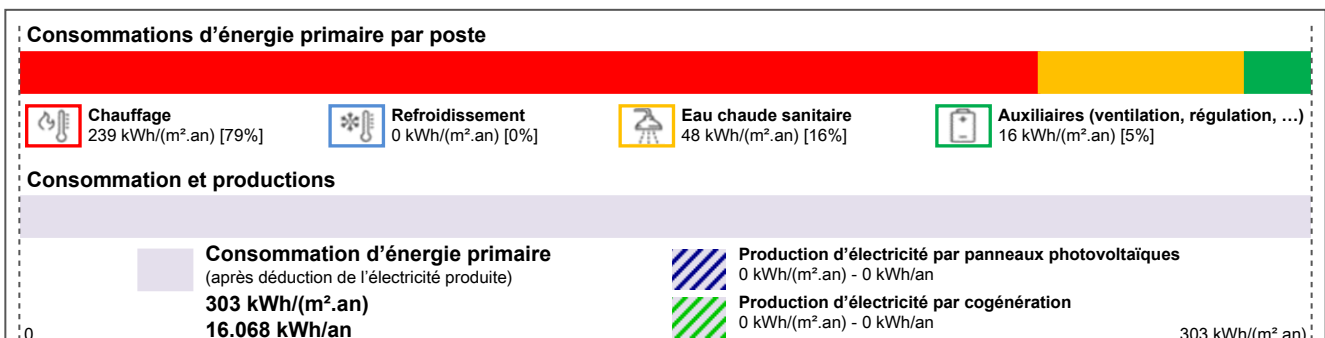 Consommations d’énergie primaire par poste
Chauffage
239 kWh/(m².an) [79%]
Refroidissement
0 kWh/(m².an) [0%]
Eau chaude sanitaire
48 kWh/(m².an) [16%]
Auxiliaires (ventilation, régulation, …)
16 kWh/(m².an) [5%]
Consommation et productions
Consommation d’énergie primaire
(après déduction de l’électricité produite)
303 kWh/(m².an)
16.068 kWh/an
Production d’électricité par panneaux photovoltaïques
0 kWh/(m².an) - 0 kWh/an
Production d’électricité par cogénération
0 kWh/(m².an) - 0 kWh/an
0
303 kWh/(m².an)